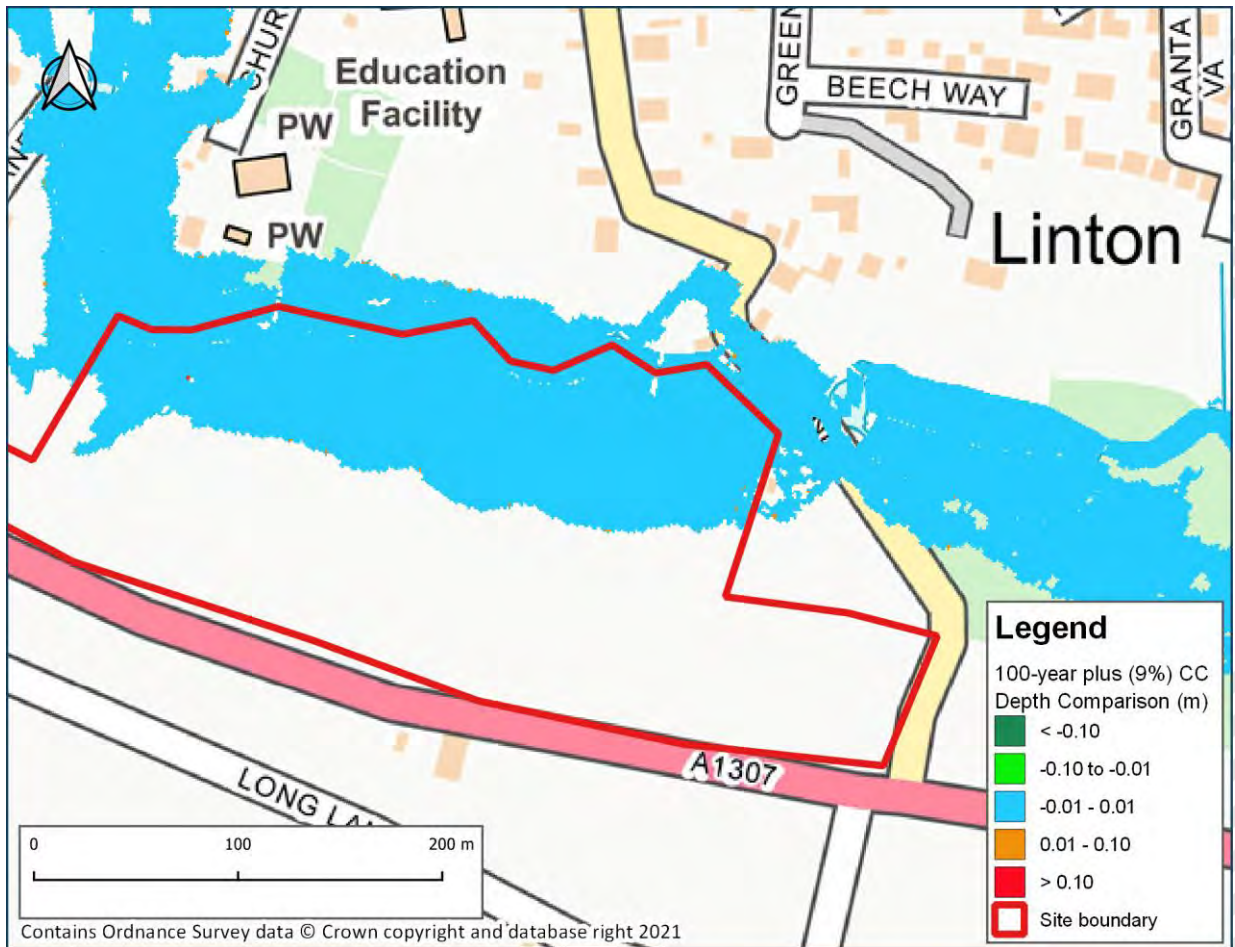 CHUR
Education
Facility
PW
PW
GREEN
BEECH WAY
GRANTA
VA
Linton
A1307
LONG LA
Legend
100-year plus (9%) CC
Depth Comparison (m)
< -0.10
-0.10 to -0.01
-0.01 - 0.01
0.01 - 0.10
> 0.10
Site boundary
0 100 200 m
Contains Ordnance Survey data © Crown copyright and database right 2021